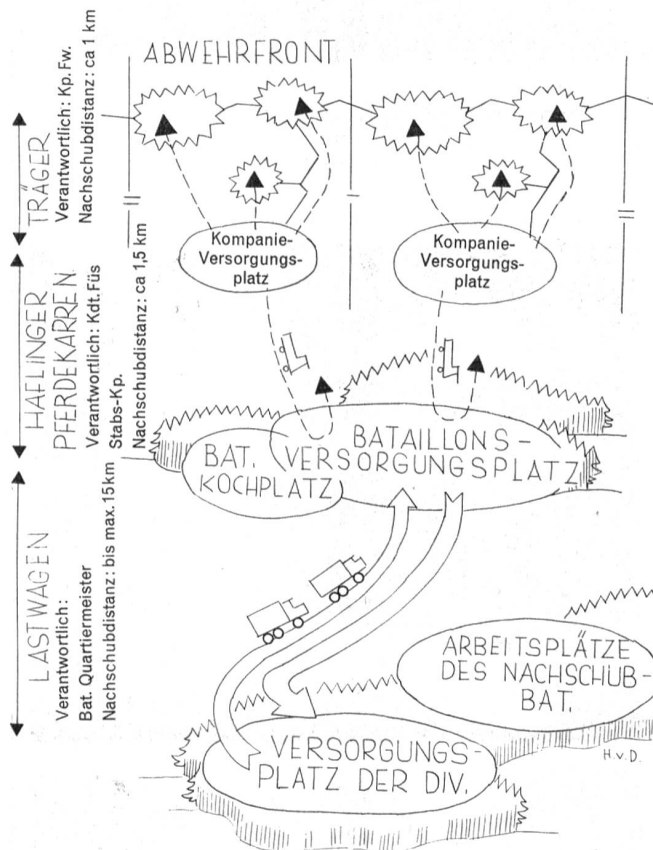 ABWEHRFRONT
TRÄGER
Verantwortlich: Kp. Fw.
Nachschubdistanz: ca 1 km
Kompanie-
Versorgungs-
platz
Kompanie-
Versorgungs-
platz
HAFLINGER
PFERDEKARREN
Verantwortlich: Kdt. Füs
Stabs-Kp.
Nachschubdistanz: ca 1,5 km
BAT.
KOCHPLATZ
BATAILLONS-
VERSORGUNGSPLATZ
LASTWAGEN
Verantwortlich:
Bat. Quartiermeister
Nachschubdistanz: bis max. 15 km
ARBEITSPLÄTZE
DES NACHSCHUB-
BAT.
VERSORGUNGS-
PLATZ DER DIV.
H.v.D.